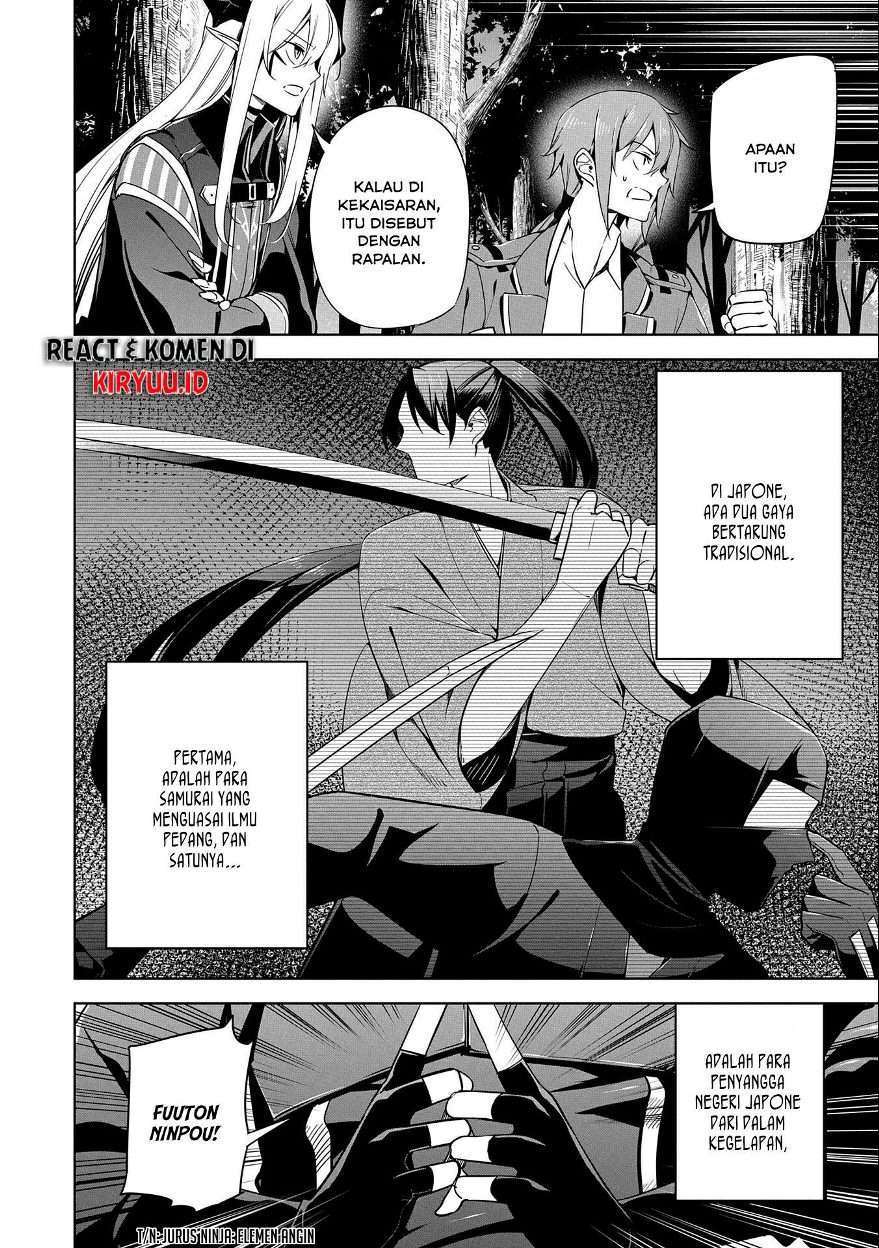 APAAN
ITU?
KALAU DI
KEKAISARAN,
ITU DISEBUT
DENGAN
RAPALAN.
REACT & KOMEN DI
KIRYUU.ID
DI JAPONE,
ADA DUA GAYA
BERTARUNG
TRADISIONAL.
PERTAMA,
ADALAH PARA
SAMURAI YANG
MENGUASAI ILMU
PEDANG, DAN
SATUNYA...
ADALAH PARA
PENYANGGA
NEGERI JAPONE
DARI DALAM
KEGELAPAN,
FUUTON
NINPOU!
T/N: JURUS NINJA: ELEMEN ANGIN